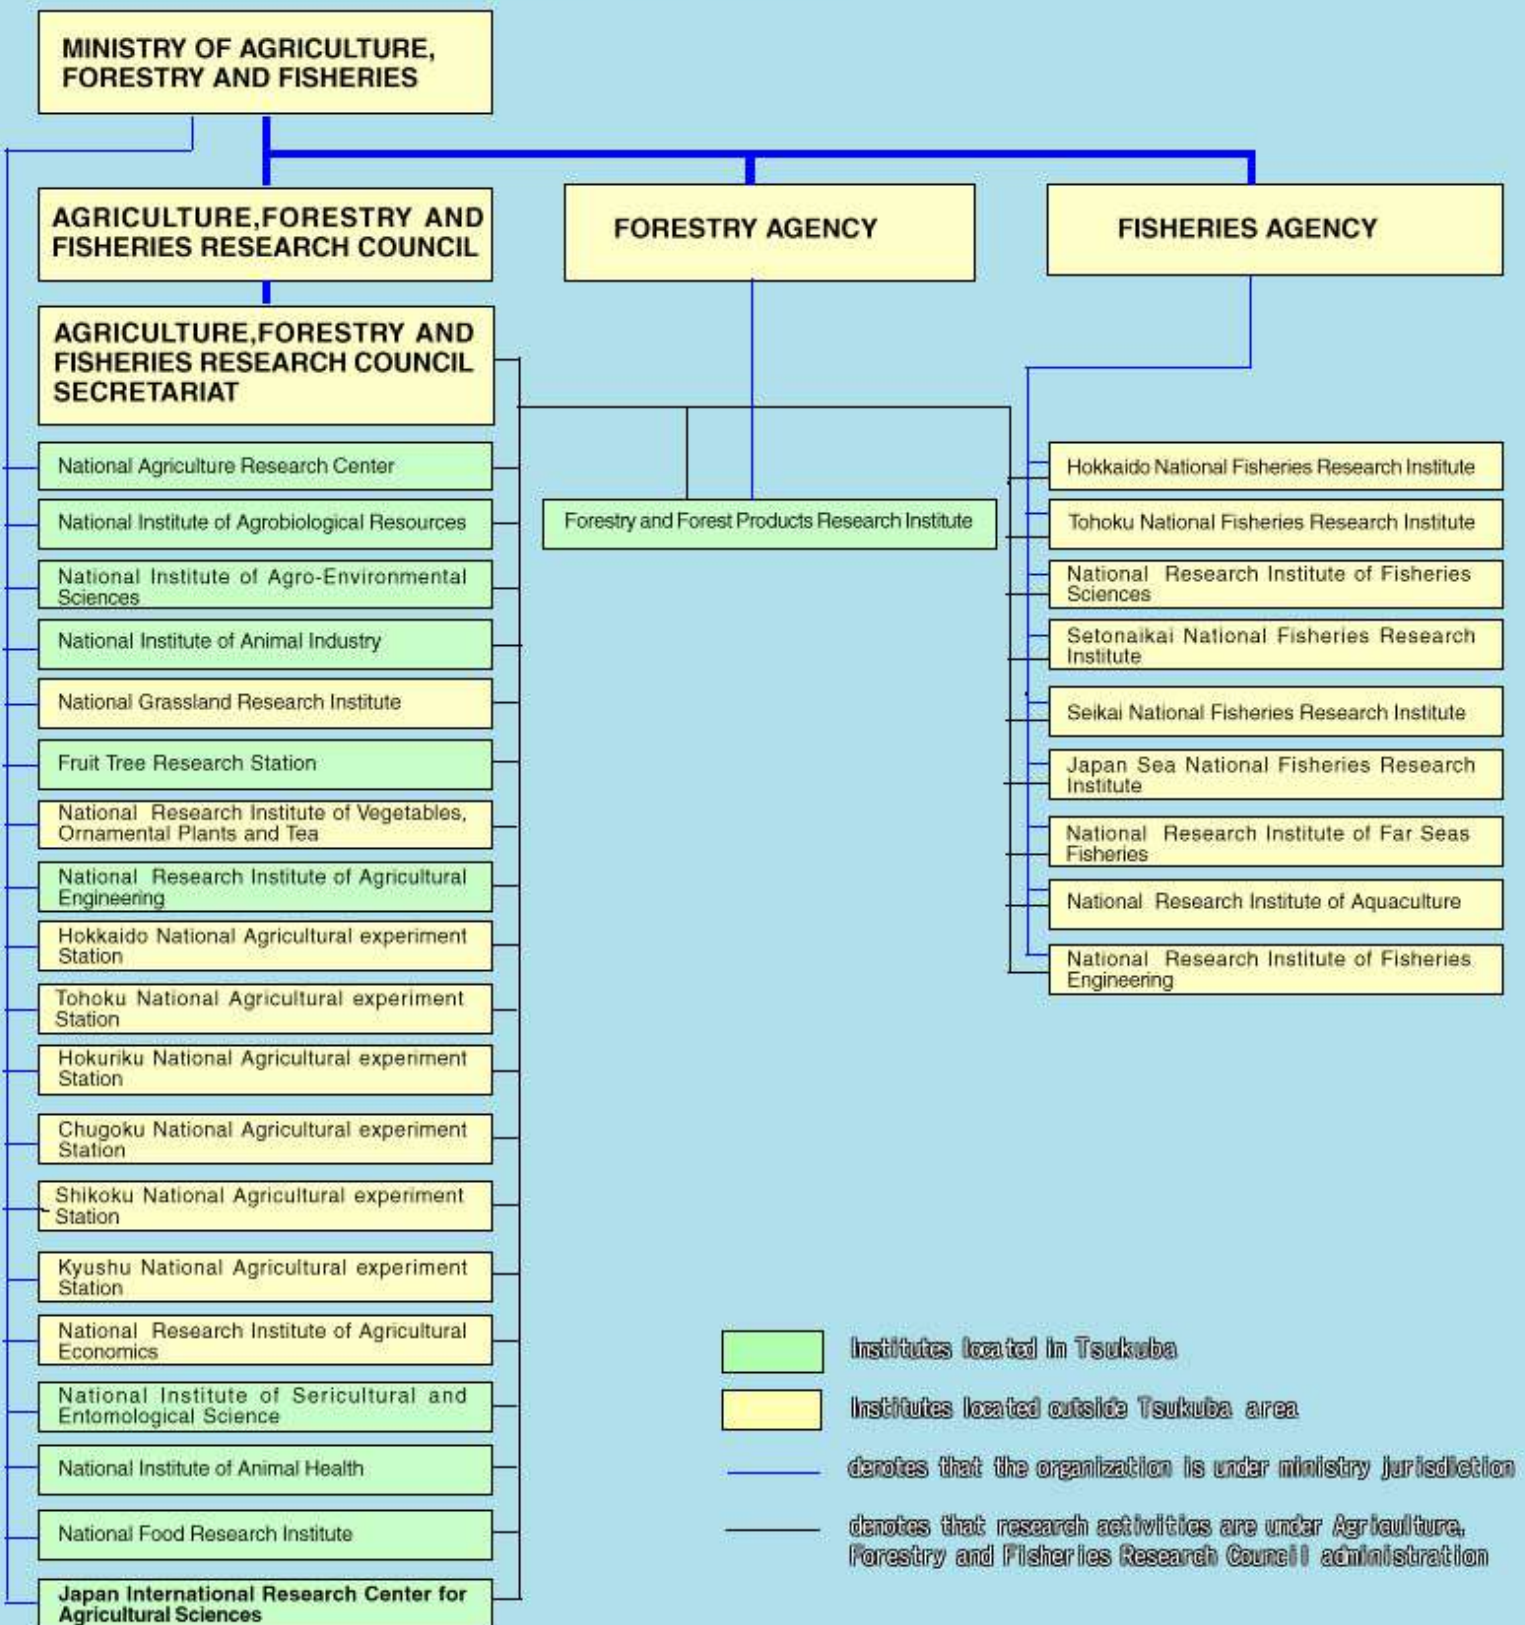 MINISTRY OF AGRICULTURE,
FORESTRY AND FISHERIES
AGRICULTURE,FORESTRY AND
FISHERIES RESEARCH COUNCIL
FORESTRY AGENCY
FISHERIES AGENCY
AGRICULTURE,FORESTRY AND
FISHERIES RESEARCH COUNCIL
SECRETARIAT
National Agriculture Research Center
National Institute of Agrobiological Resources
National Institute of Agro-Environmental
Sciences
National Institute of Animal Industry
National Grassland Research Institute
Fruit Tree Research Station
National Research Institute of Vegetables,
Ornamental Plants and Tea
National Research Institute of Agricultural
Engineering
Hokkaido National Agricultural experiment
Station
Tohoku National Agricultural experiment
Station
Hokuriku National Agricultural experiment
Station
Chugoku National Agricultural experiment
Station
Shikoku National Agricultural experiment
Station
Kyushu National Agricultural experiment
Station
National Research Institute of Agricultural
Economics
National Institute of Sericultural and
Entomological Science
National Institute of Animal Health
National Food Research Institute
Japan International Research Center for
Agricultural Sciences
Forestry and Forest Products Research Institute
Hokkaido National Fisheries Research Institute
Tohoku National Fisheries Research Institute
National Research Institute of Fisheries
Sciences
Setonaikai National Fisheries Research
Institute
Seikai National Fisheries Research Institute
Japan Sea National Fisheries Research
Institute
National Research Institute of Far Seas
Fisheries
National Research Institute of Aquaculture
National Research Institute of Fisheries
Engineering
Institutes located in Tsukuba
Institutes located outside Tsukuba area
denotes that the organization is under ministry jurisdiction
denotes that research activities are under Agriculture,
Forestry and Fisheries Research Council administration